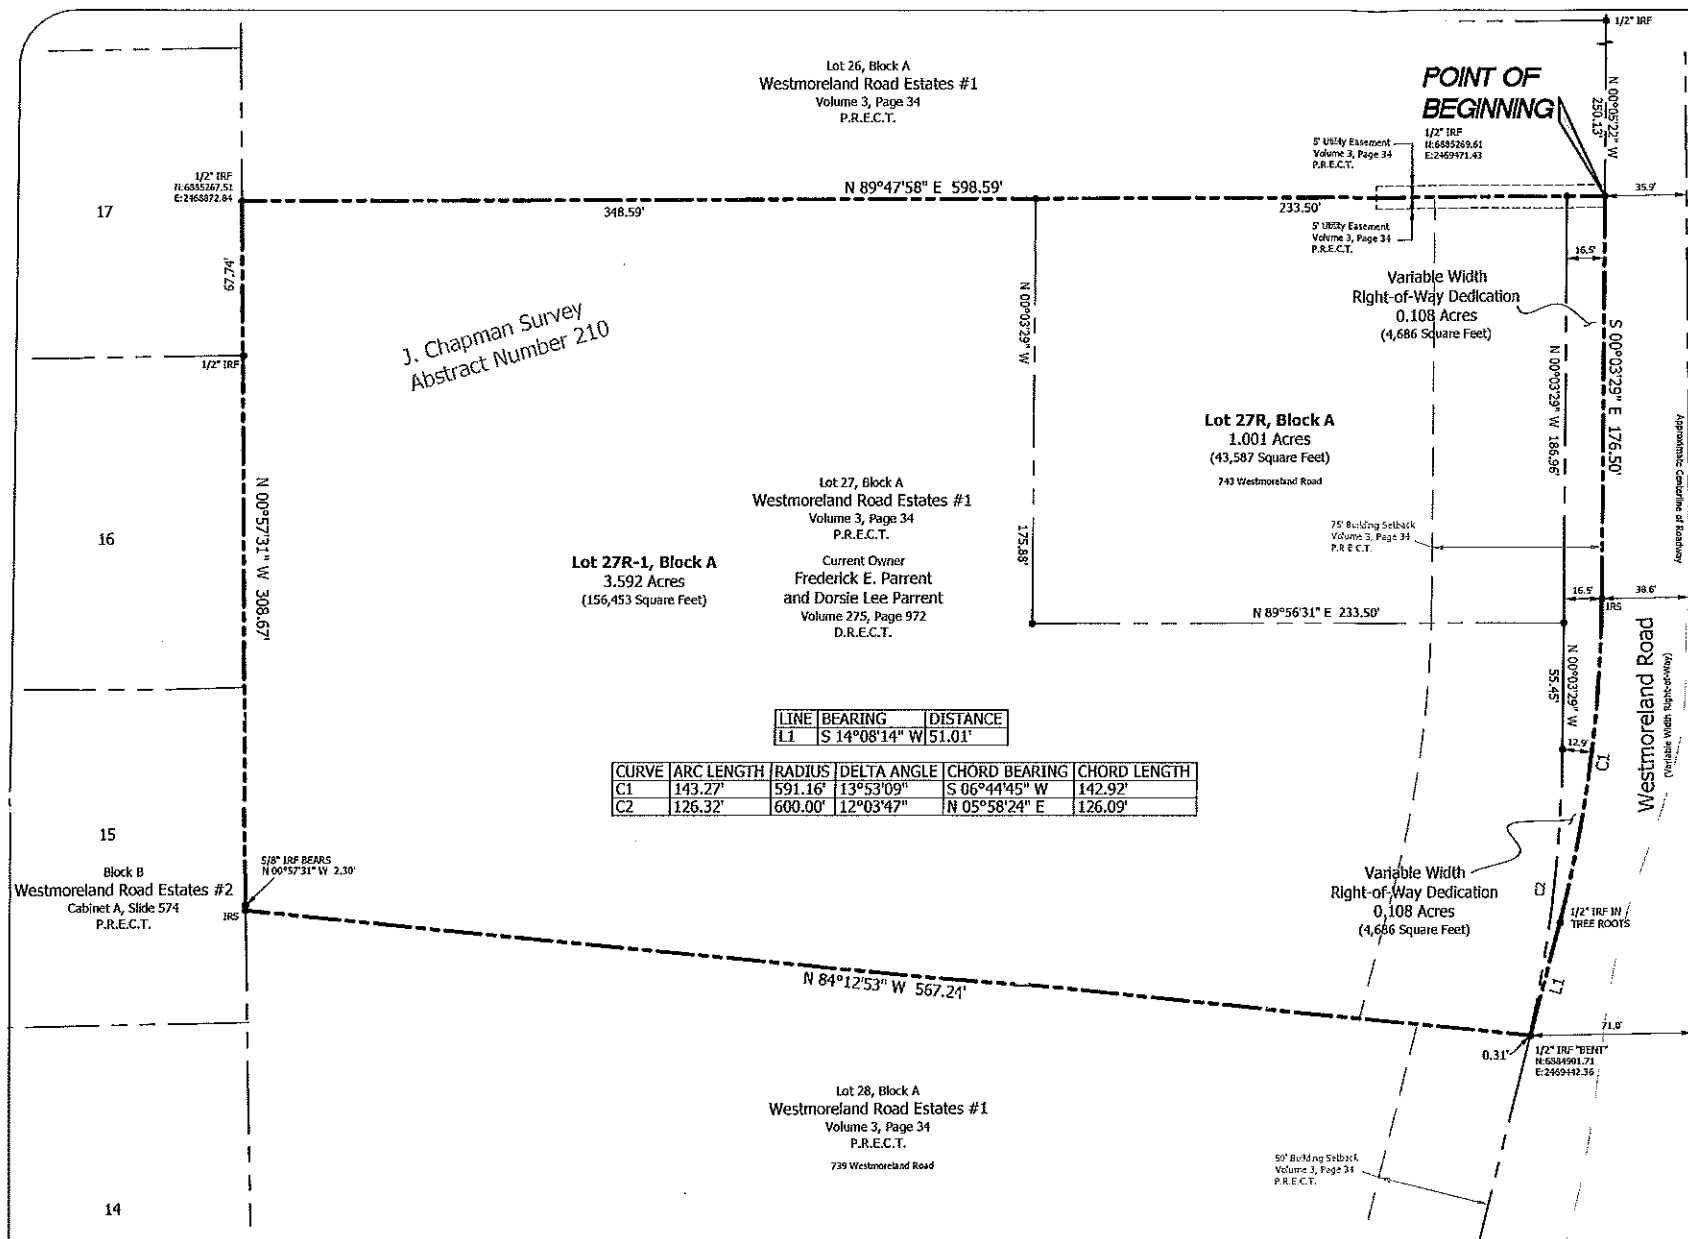 1/2" IRF
Lot 26, Block A
Westmoreland Road Estates #1
Volume 3, Page 34
P.R.E.C.T.
POINT OF
BEGINNING
1/2" IRF
N:6885269.61
E:2469471.43
N 00°05'22" W
250.13'
5' Utility Easement
Volume 3, Page 34
P.R.E.C.T.
1/2" IRF
N:6885267.51
E:2468872.84
N 89°47'58" E 598.59'
35.9'
17
348.59'
233.50'
5' Utility Easement
Volume 3, Page 34
P.R.E.C.T.
16.5'
67.74'
Variable Width
Right-of-Way Dedication
0.108 Acres
(4,686 Square Feet)
J. Chapman Survey
Abstract Number 210
N 00°03'29" W
175.88'
N 00°03'29" W 186.96'
S 00°03'29" E 176.50'
1/2" IRF
Approximate Centerline of Roadway
Lot 27R, Block A
1.001 Acres
(43,587 Square Feet)
743 Westmoreland Road
Lot 27, Block A
Westmoreland Road Estates #1
Volume 3, Page 34
P.R.E.C.T.
Current Owner
Frederick E. Parrent
and Dorsie Lee Parrent
Volume 275, Page 972
D.R.E.C.T.
16
N 00°57'31" W 308.67'
75' Building Setback
Volume 3, Page 34
P.R.E.C.T.
Lot 27R-1, Block A
3.592 Acres
(156,453 Square Feet)
16.5'
38.6'
IRS
N 89°56'31" E 233.50'
N 00°03'29" W
55.45'
Westmoreland Road
(Variable Width Right-of-Way)
LINE BEARING DISTANCE
L1 S 14°08'14" W 51.01'
12.9'
C1
CURVE ARC LENGTH RADIUS DELTA ANGLE CHORD BEARING CHORD LENGTH
C1 143.27' 591.16' 13°53'09" S 06°44'45" W 142.92'
C2 126.32' 600.00' 12°03'47" N 05°58'24" E 126.09'
15
Block B
Westmoreland Road Estates #2
Cabinet A, Slide 574
P.R.E.C.T.
5/8" IRF BEARS
N 00°57'31" W 2.30'
IRS
Variable Width
Right-of-Way Dedication
0.108 Acres
(4,686 Square Feet)
C2
1/2" IRF IN
TREE ROOTS
N 84°12'53" W 567.24'
L1
71.0'
0.31'
1/2" IRF "BENT"
N:6884901.71
E:2469442.36
Lot 28, Block A
Westmoreland Road Estates #1
Volume 3, Page 34
P.R.E.C.T.
739 Westmoreland Road
50' Building Setback
Volume 3, Page 34
P.R.E.C.T.
14